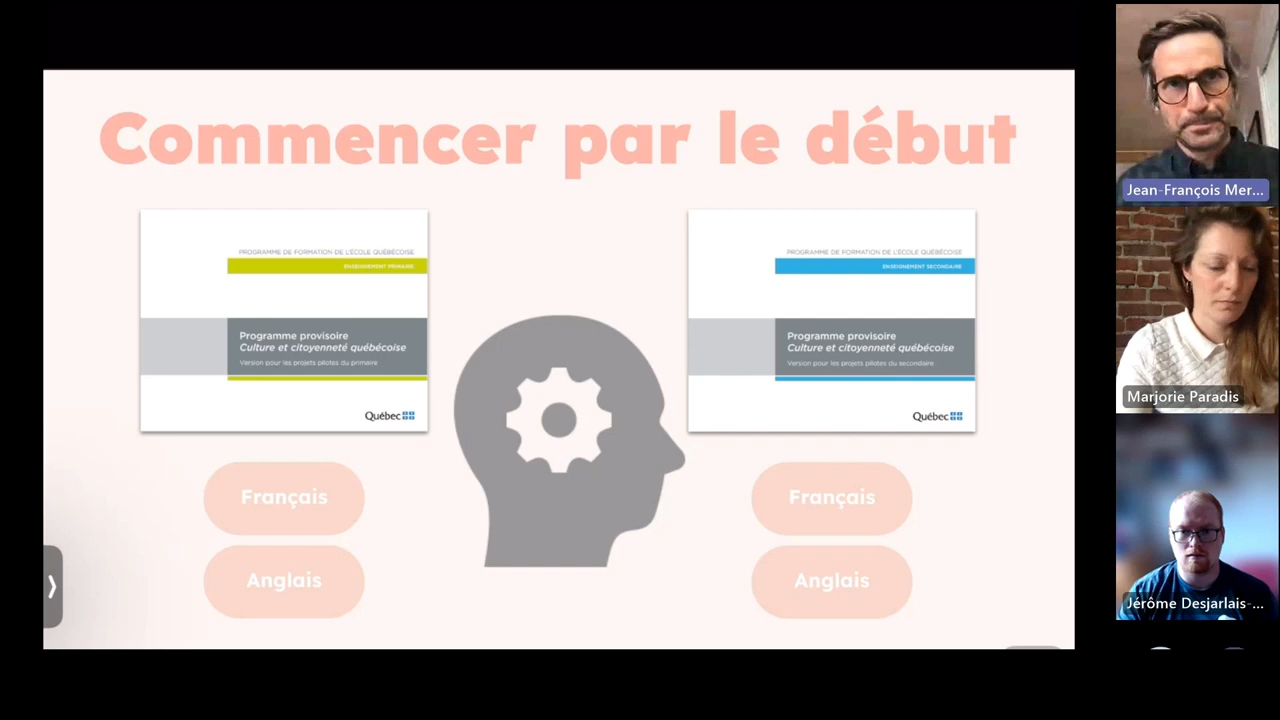 Commencer par le début
PROGRAMME DE FORMATION DE L'ÉCOLE QUÉBÉCOISE
ENSEIGNEMENT PRIMAIRE
Programme provisoire
Culture et citoyenneté québécoise
Version pour les projets pilotes du primaire
Québec
Français
Anglais
PROGRAMME DE FORMATION DE L'ÉCOLE QUÉBÉCOISE
ENSEIGNEMENT SECONDAIRE
Programme provisoire
Culture et citoyenneté québécoise
Version pour les projets pilotes du secondaire
Québec
Français
Anglais
Jean-François Mer...
Marjorie Paradis
Jérôme Desjarlais-...